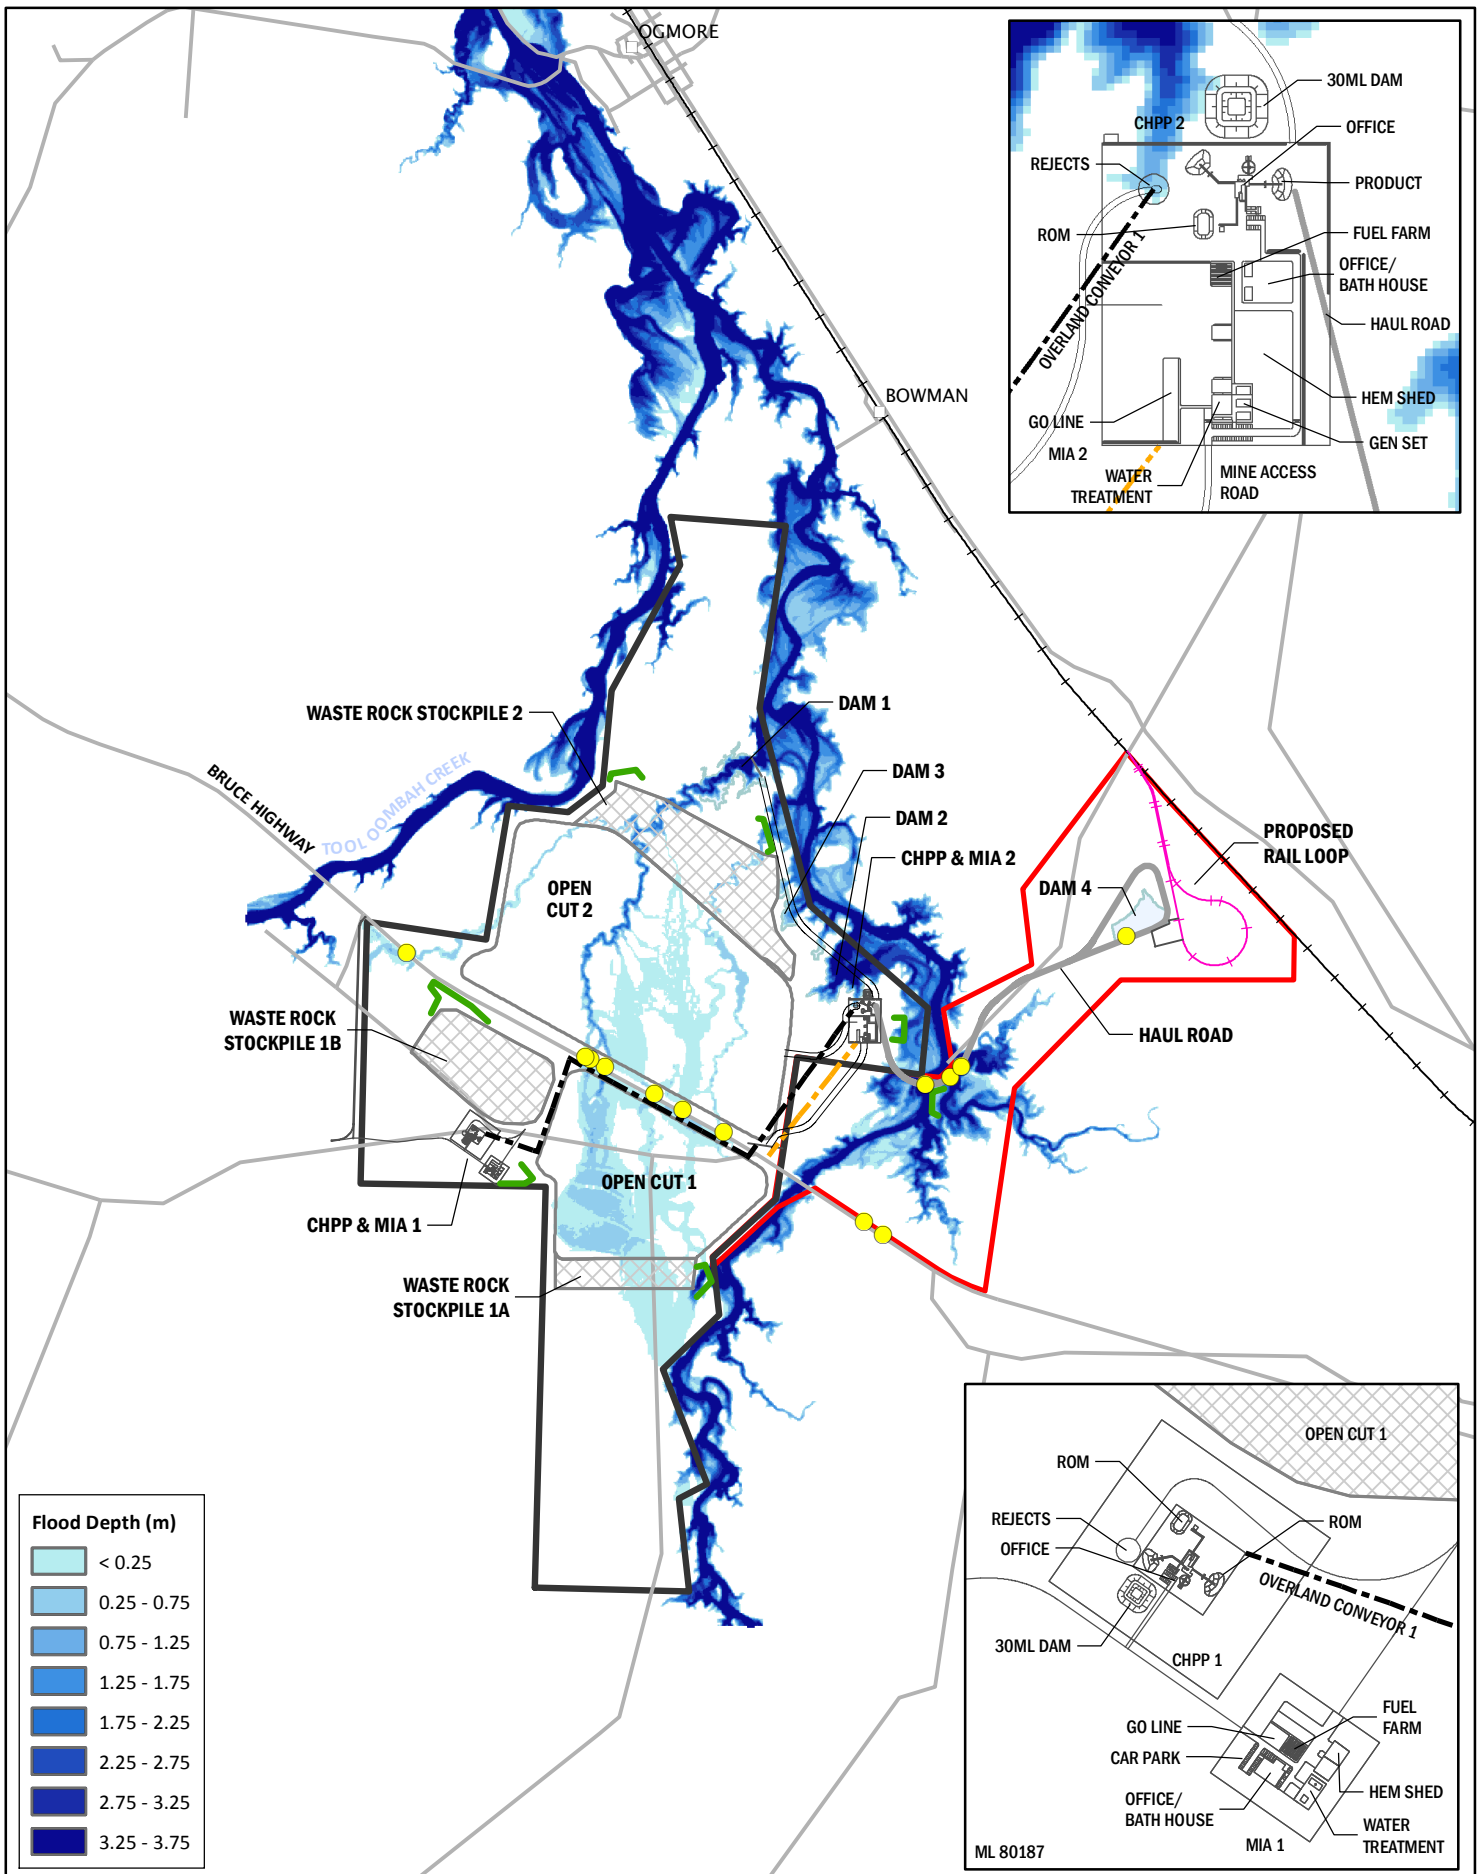 OGMORE
30ML DAM
CHPP 2
OFFICE
REJECTS
PRODUCT
ROM
FUEL FARM
OVERLAND CONVEYOR 1
OFFICE/
BATH HOUSE
HAUL ROAD
HEM SHED
GO LINE
GEN SET
MIA 2
WATER
TREATMENT
MINE ACCESS
ROAD
BOWMAN
WASTE ROCK STOCKPILE 2
DAM 1
BRUCE HIGHWAY
TOOLOOMBAH CREEK
DAM 3
DAM 2
CHPP & MIA 2
PROPOSED
RAIL LOOP
DAM 4
OPEN
CUT 2
WASTE ROCK
STOCKPILE 1B
HAUL ROAD
OPEN CUT 1
CHPP & MIA 1
WASTE ROCK
STOCKPILE 1A
OPEN CUT 1
ROM
REJECTS
ROM
OFFICE
OVERLAND CONVEYOR 1
30ML DAM
CHPP 1
FUEL
FARM
GO LINE
CAR PARK
HEM SHED
OFFICE/
BATH HOUSE
WATER
TREATMENT
MIA 1
ML 80187
Flood Depth (m)
< 0.25
0.25 - 0.75
0.75 - 1.25
1.25 - 1.75
1.75 - 2.25
2.25 - 2.75
2.75 - 3.25
3.25 - 3.75